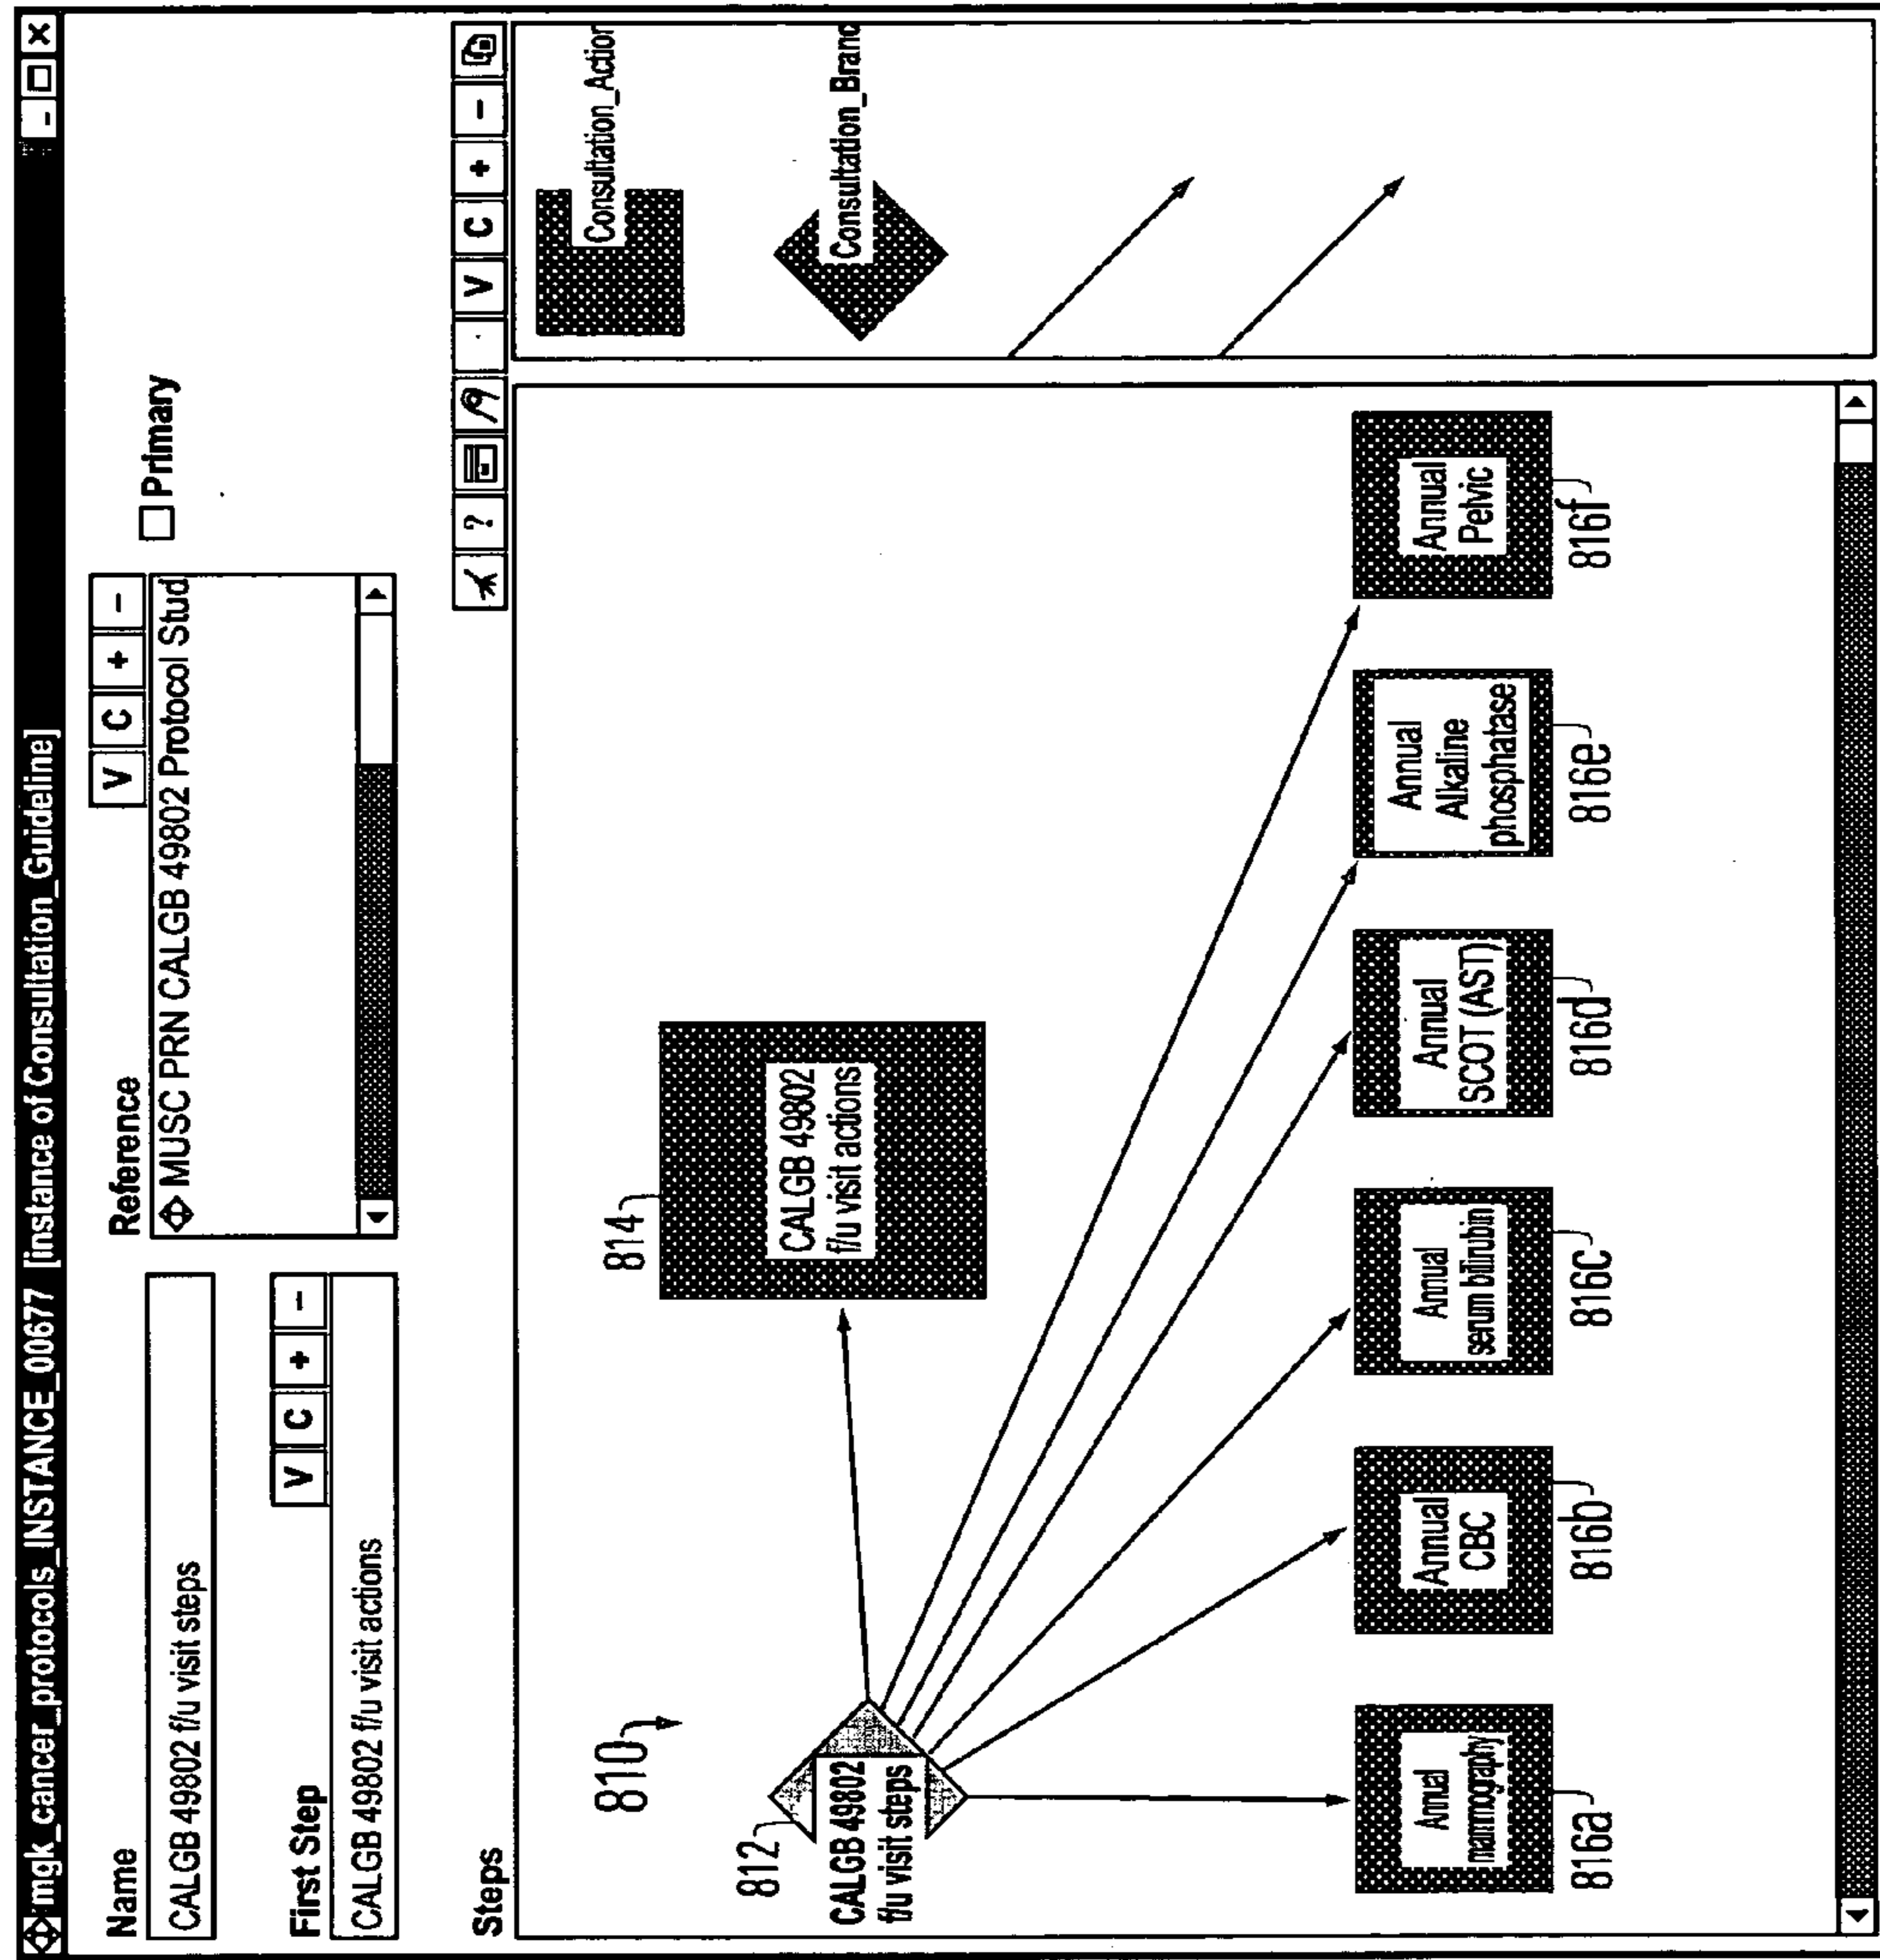 mgk_cancer_protocols_INSTANCE_00677 [instance of Consultation_Guideline]
Name
CALGB 49802 f/u visit steps
Reference
V C + -
MUSC PRN CALGB 49802 Protocol Stud
Primary
First Step
V C + -
CALGB 49802 f/u visit actions
Steps
? V C + -
810
812
CALGB 49802
f/u visit steps
814
CALGB 49802
f/u visit actions
Annual
mammography
816a
Annual
CBC
816b
Annual
serum bilirubin
816c
Annual
SCOT (AST)
816d
Annual
Alkaline
phosphatase
816e
Annual
Pelvic
816f
Consultation_Action
Consultation_Branc